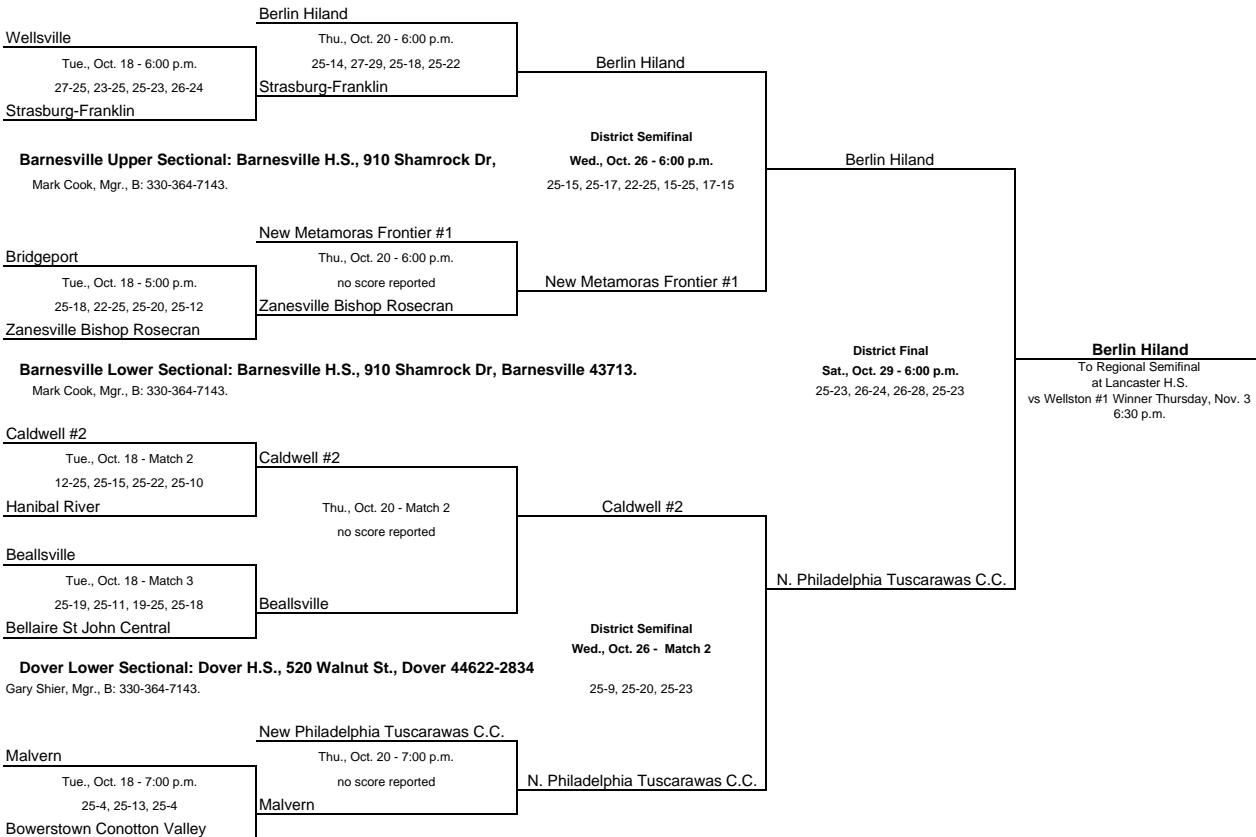 Berlin Hiland
Wellsville
Thu., Oct. 20 - 6:00 p.m.
Tue., Oct. 18 - 6:00 p.m.
25-14, 27-29, 25-18, 25-22
Berlin Hiland
27-25, 23-25, 25-23, 26-24
Strasburg-Franklin
Strasburg-Franklin
District Semifinal
Barnesville Upper Sectional: Barnesville H.S., 910 Shamrock Dr,
Wed., Oct. 26 - 6:00 p.m.
Berlin Hiland
Mark Cook, Mgr., B: 330-364-7143.
25-15, 25-17, 22-25, 15-25, 17-15
New Metamoras Frontier #1
Bridgeport
Thu., Oct. 20 - 6:00 p.m.
Tue., Oct. 18 - 5:00 p.m.
no score reported
New Metamoras Frontier #1
25-18, 22-25, 25-20, 25-12
Zanesville Bishop Rosecran
Zanesville Bishop Rosecran
District Final
Berlin Hiland
Barnesville Lower Sectional: Barnesville H.S., 910 Shamrock Dr, Barnesville 43713.
Sat., Oct. 29 - 6:00 p.m.
To Regional Semifinal
Mark Cook, Mgr., B: 330-364-7143.
25-23, 26-24, 26-28, 25-23
at Lancaster H.S.
vs Wellston #1 Winner Thursday, Nov. 3
6:30 p.m.
Caldwell #2
Tue., Oct. 18 - Match 2
Caldwell #2
12-25, 25-15, 25-22, 25-10
Hanibal River
Thu., Oct. 20 - Match 2
Caldwell #2
no score reported
Beallsville
Tue., Oct. 18 - Match 3
N. Philadelphia Tuscarawas C.C.
25-19, 25-11, 19-25, 25-18
Beallsville
Bellaire St John Central
District Semifinal
Wed., Oct. 26 - Match 2
Dover Lower Sectional: Dover H.S., 520 Walnut St., Dover 44622-2834
Gary Shier, Mgr., B: 330-364-7143.
25-9, 25-20, 25-23
New Philadelphia Tuscarawas C.C.
Malvern
Thu., Oct. 20 - 7:00 p.m.
Tue., Oct. 18 - 7:00 p.m.
no score reported
N. Philadelphia Tuscarawas C.C.
25-4, 25-13, 25-4
Malvern
Bowerstown Conotton Valley